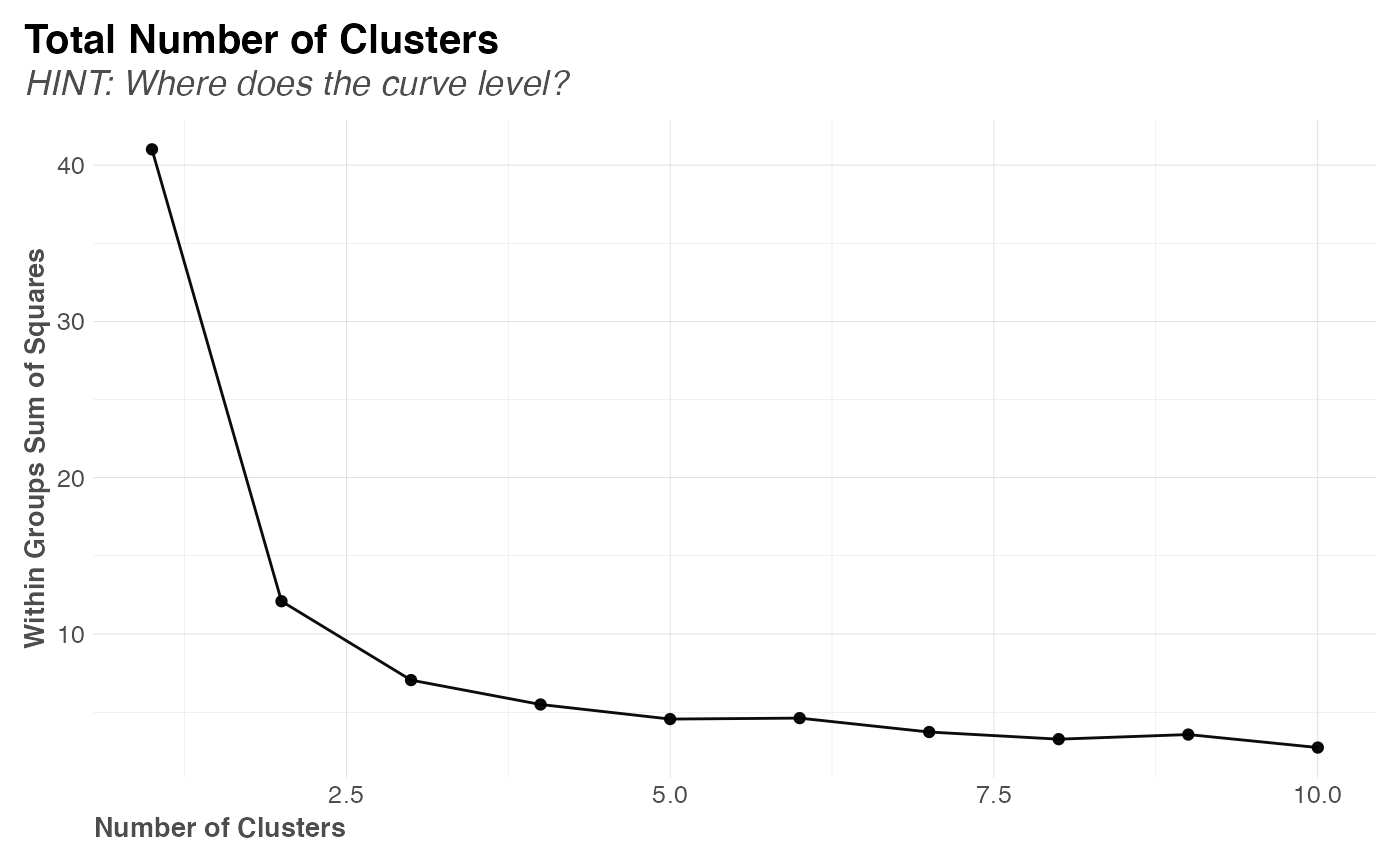 Total Number of Clusters
HINT: Where does the curve level?
Within Groups Sum of Squares
40
30
20
10
2.5 5.0 7.5 10.0
Number of Clusters